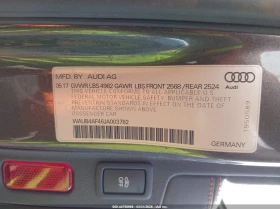 MFD BY: AUDI AG
05.17 GVWR LBS 4982 GAWR LBS FRONT 2568 / REAR 2524
THIS VEHICLE CONFORMS TO ALL APPLICABLE U.S.
FEDERAL MOTOR VEHICLE SAFETY AND THEFT
PREVENTION STANDARDS IN EFFECT ON THE
DATE OF MANUFACTURE SHOWN ABOVE.
PASSENGER CAR
GERMANY
Audi